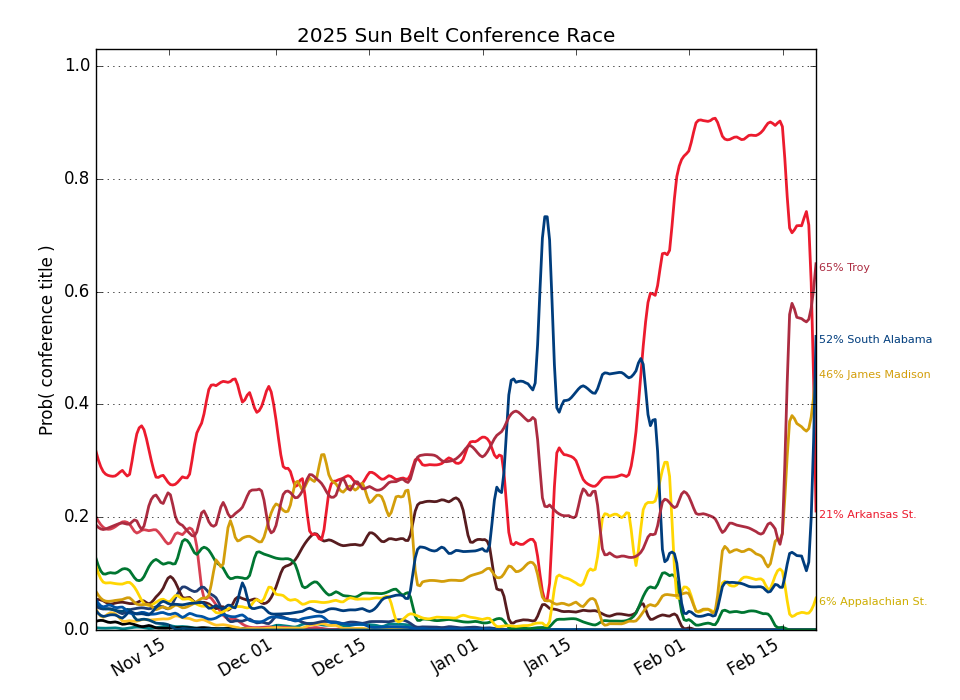 2025 Sun Belt Conference Race
Prob( conference title )
1.0
0.8
0.6
0.4
0.2
0.0
65% Troy
52% South Alabama
46% James Madison
21% Arkansas St.
6% Appalachian St.
Nov 15
Dec 01
Dec 15
Jan 01
Jan 15
Feb 01
Feb 15